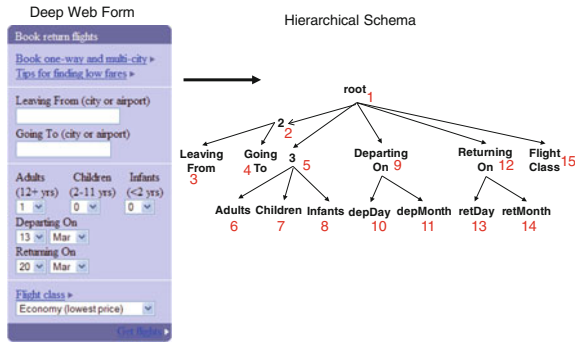 Deep Web Form
Book return flights
Book one-way and multi-city
Tips for finding low fares
Leaving From (city or airport)
Going To (city or airport)
Adults Children Infants
(12+ yrs) (2-11 yrs) (<2 yrs)
1 0 0
Departing On
13 Mar
Returning On
20 Mar
Flight class
Economy (lowest price)
Get flights
Hierarchical Schema
root
1
2
2
Leaving From
3
Going To
4
3
5
Departing On
9
Returning On
12
Flight Class
15
Adults Children Infants depDay depMonth retDay retMonth
6 7 8 10 11 13 14